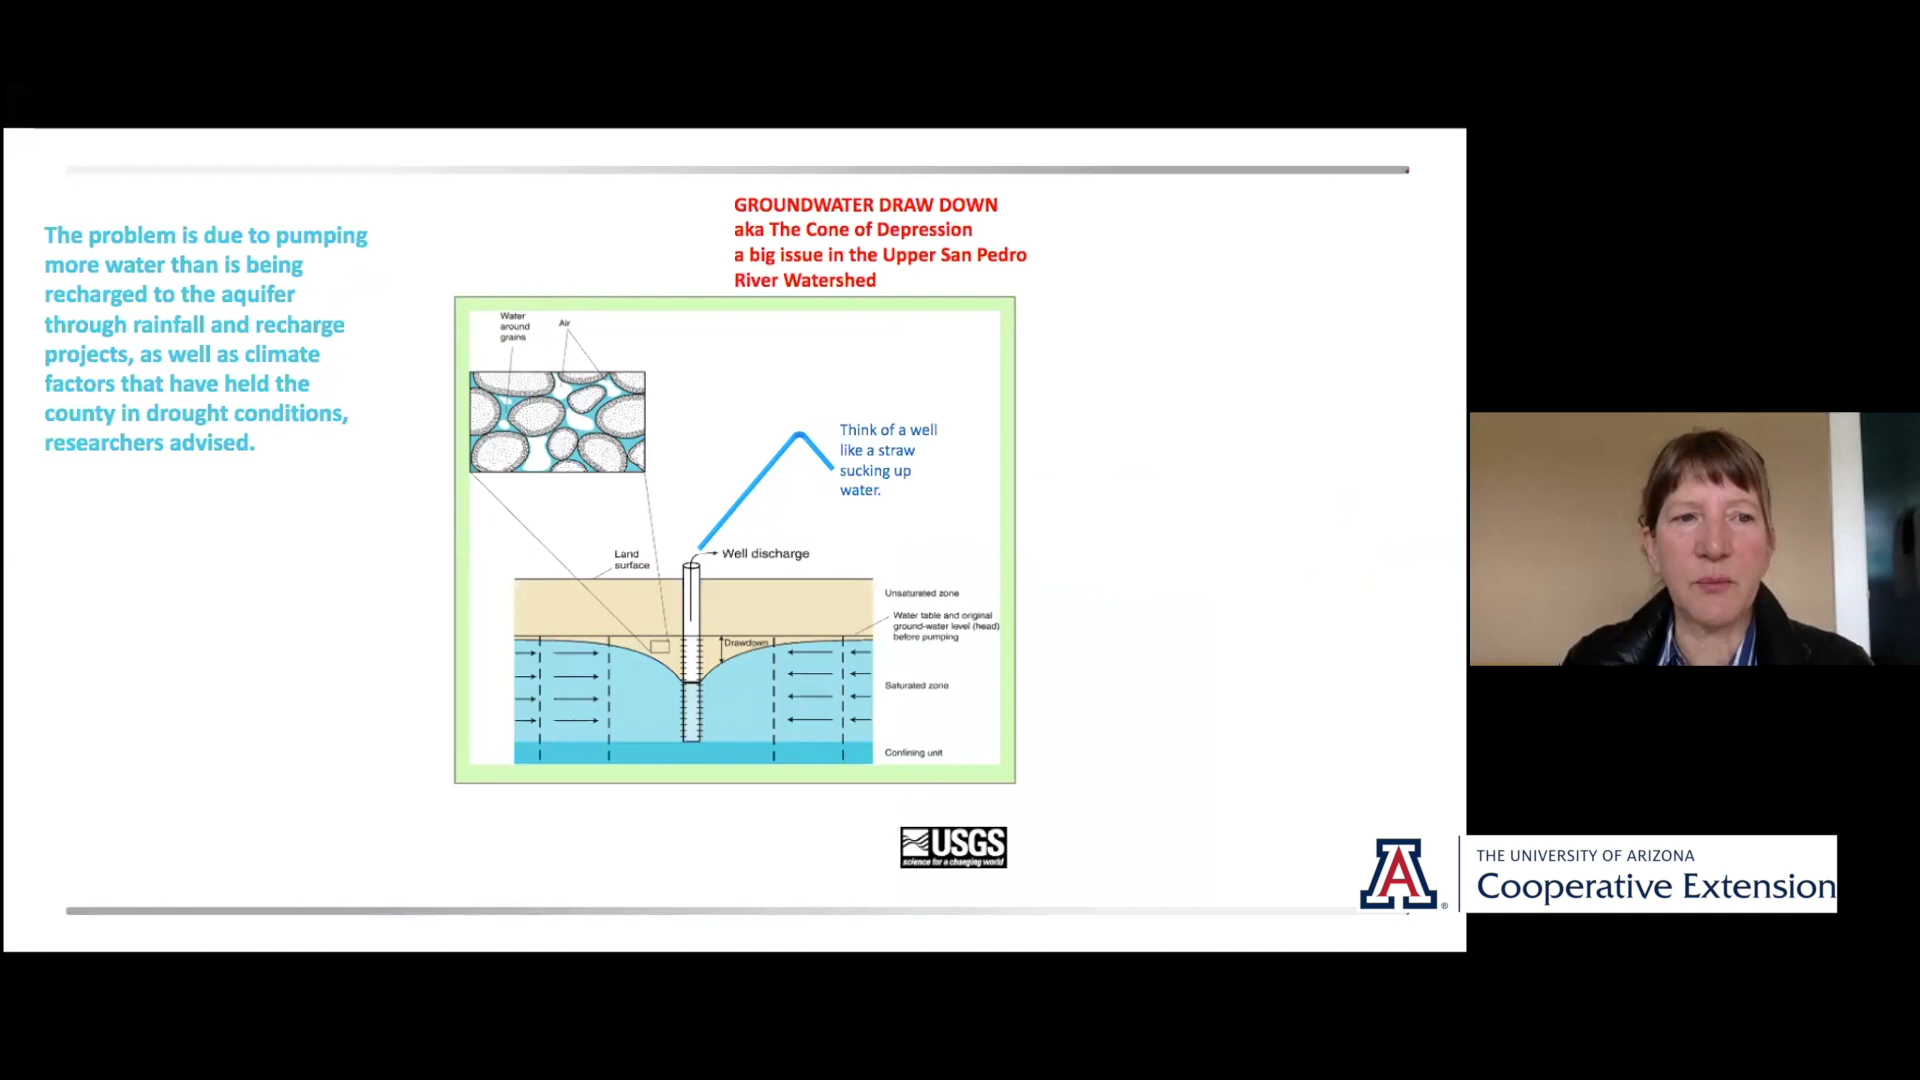 GROUNDWATER DRAW DOWN
aka The Cone of Depression
a big issue in the Upper San Pedro
River Watershed
The problem is due to pumping
more water than is being
recharged to the aquifer
through rainfall and recharge
projects, as well as climate
factors that have held the
county in drought conditions,
researchers advised.
Water
around
grains
Air
Think of a well
like a straw
sucking up
water.
Land
surface
Well discharge
Unsaturated zone
Water table and original
ground-water level (head)
before pumping
Drawdown
Saturated zone
Confining unit
USGS
science for a changing world
A
®
THE UNIVERSITY OF ARIZONA
Cooperative Extension